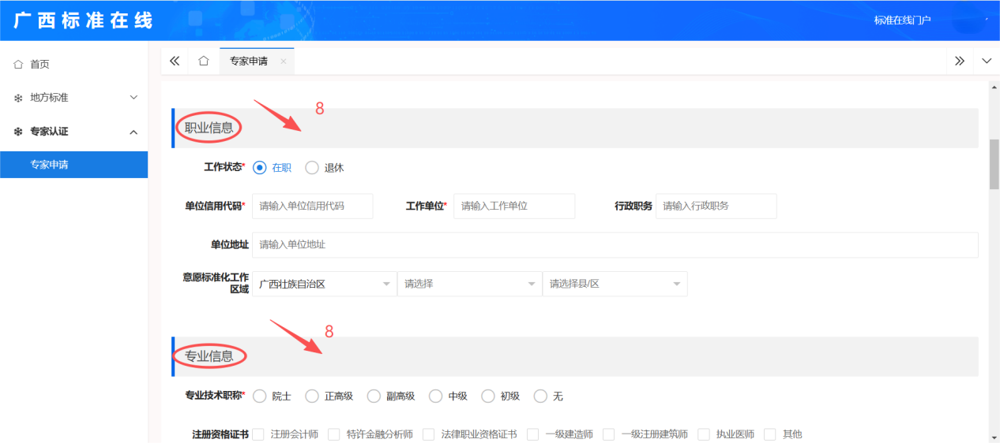 广西标准在线
标准在线门户
首页
专家申请
地方标准
专家认证
专家申请
8
职业信息
工作状态* 在职 退休
单位信用代码* 请输入单位信用代码 工作单位* 请输入工作单位 行政职务 请输入行政职务
单位地址 请输入单位地址
意愿标准化工作
区域 广西壮族自治区 请选择 请选择县/区
8
专业信息
专业技术职称* 院士 正高级 副高级 中级 初级 无
注册资格证书 注册会计师 特许金融分析师 法律职业资格证书 一级建造师 一级注册建筑师 执业医师 其他